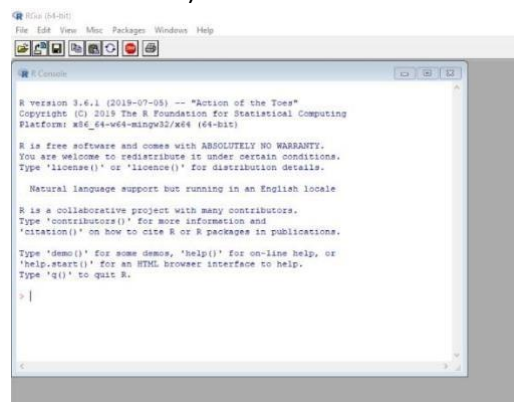 RGui (64-bit)
File Edit View Misc Packages Windows Help
R Console
R version 3.6.1 (2019-07-05) -- "Action of the Toes"
Copyright (C) 2019 The R Foundation for Statistical Computing
Platform: x86_64-w64-mingw32/x64 (64-bit)
R is free software and comes with ABSOLUTELY NO WARRANTY.
You are welcome to redistribute it under certain conditions.
Type 'license()' or 'licence()' for distribution details.
Natural language support but running in an English locale
R is a collaborative project with many contributors.
Type 'contributors()' for more information and
'citation()' on how to cite R or R packages in publications.
Type 'demo()' for some demos, 'help()' for on-line help, or
'help.start()' for an HTML browser interface to help.
Type 'q()' to quit R.
>